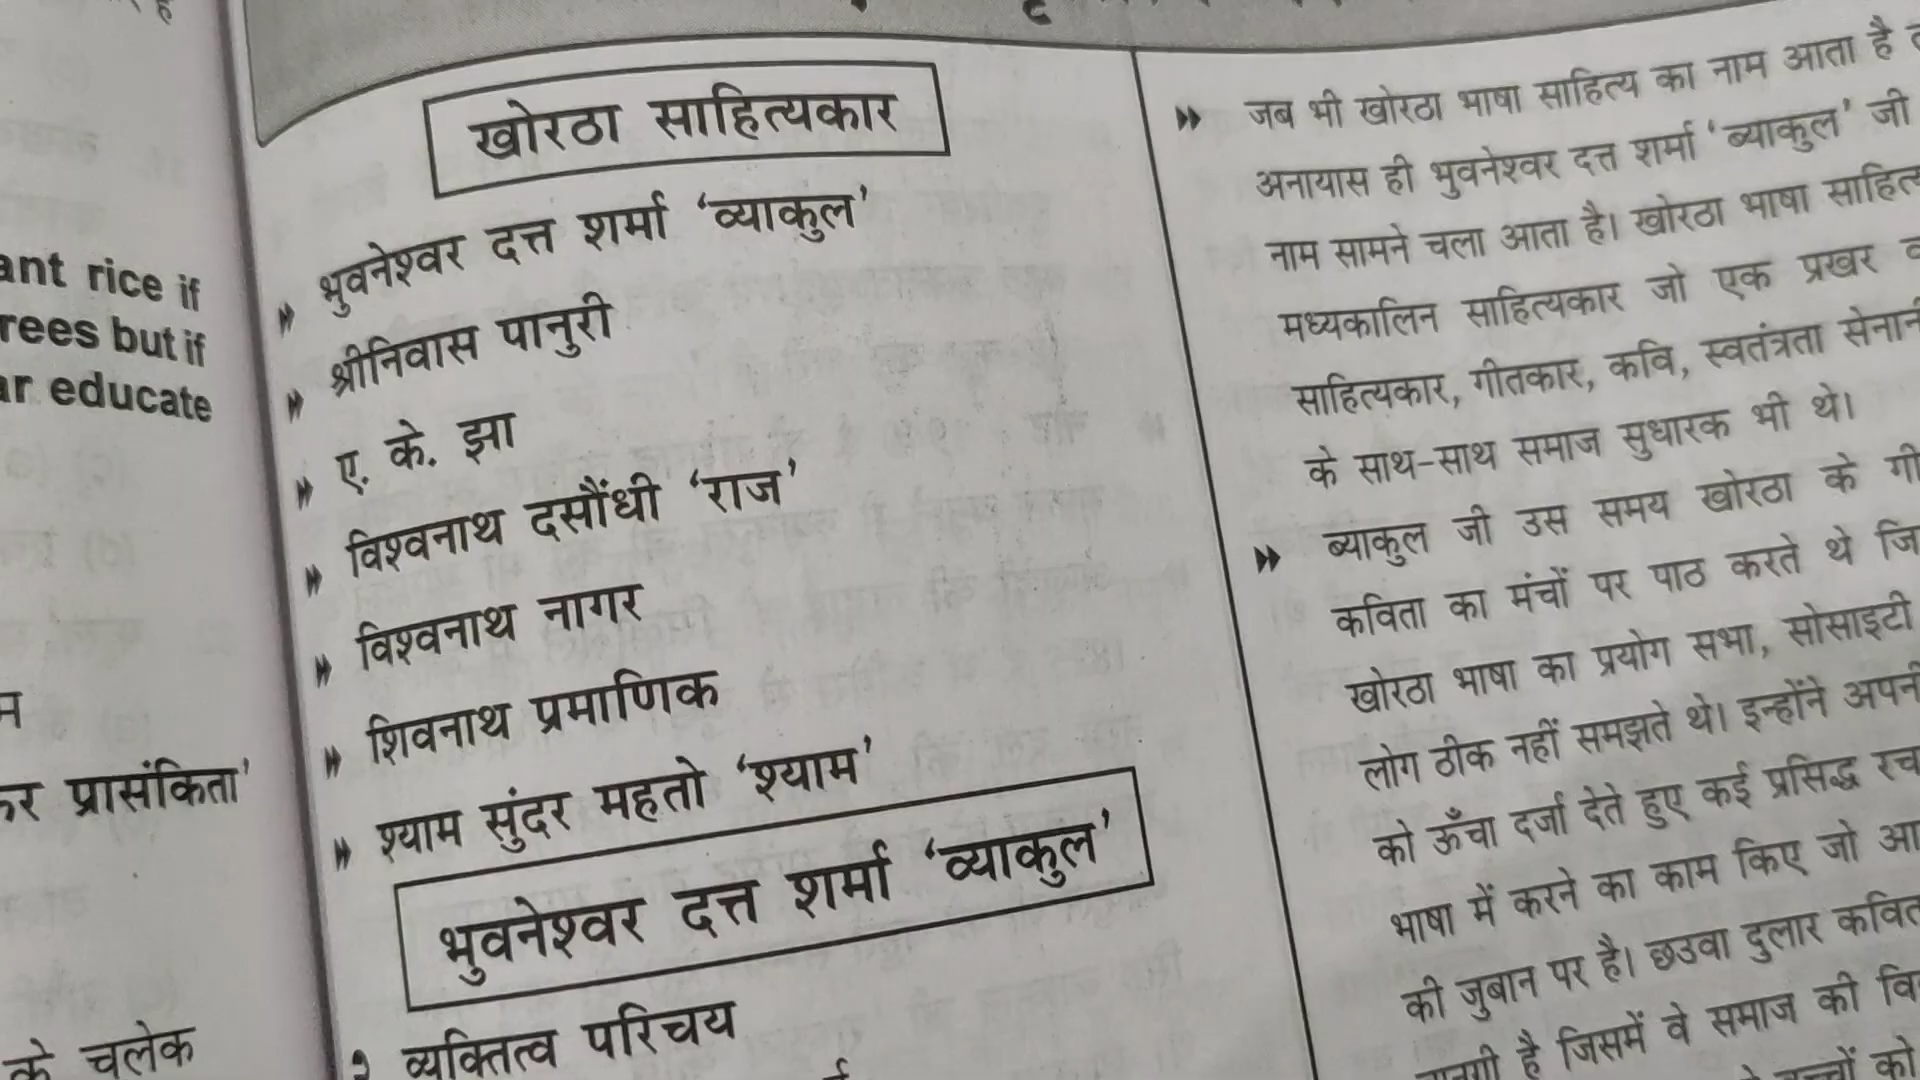 ant rice if
rees but if
ar educate
प्रासंकिता'
के चलेक
खोरठा साहित्यकार
भुवनेश्वर दत्त शर्मा 'व्याकुल'
श्रीनिवास पानुरी
ए. के. झा
विश्वनाथ दसौंधी 'राज'
विश्वनाथ नागर
शिवनाथ प्रमाणिक
श्याम सुंदर महतो 'श्याम'
भुवनेश्वर दत्त शर्मा 'व्याकुल'
व्यक्तित्व परिचय
जब भी खोरठा भाषा साहित्य का नाम आता है
अनायास ही भुवनेश्वर दत्त शर्मा 'ब्याकुल' जी
नाम सामने चला आता है। खोरठा भाषा
मध्यकालिन साहित्यकार जो एक प्रखर
साहित्यकार, गीतकार, कवि, स्वतंत्रता
के साथ-साथ समाज सुधारक भी थे।
ब्याकुल जी उस समय खोरठा के
कविता का मंचों पर पाठ करते थे
खोरठा भाषा का प्रयोग सभा, सोसाइटी
लोग ठीक नहीं समझते थे। इन्होंने
को ऊँचा दर्जा देते हुए कई प्रसिद्ध
भाषा में करने का काम किए जो
की जुबान पर है। छउवा दुलार
है जिसमें वे समाज की
को